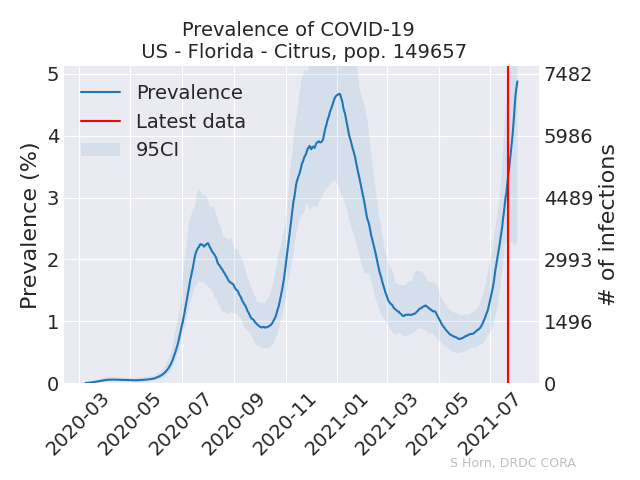 Prevalence of COVID-19
US - Florida - Citrus, pop. 149657
Prevalence
Latest data
95CI
Prevalence (%)
5
4
3
2
1
0
7482
5986
4489
2993
1496
0
# of infections
2020-03
2020-05
2020-07
2020-09
2020-11
2021-01
2021-03
2021-05
2021-07
S Horn, DRDC CORA